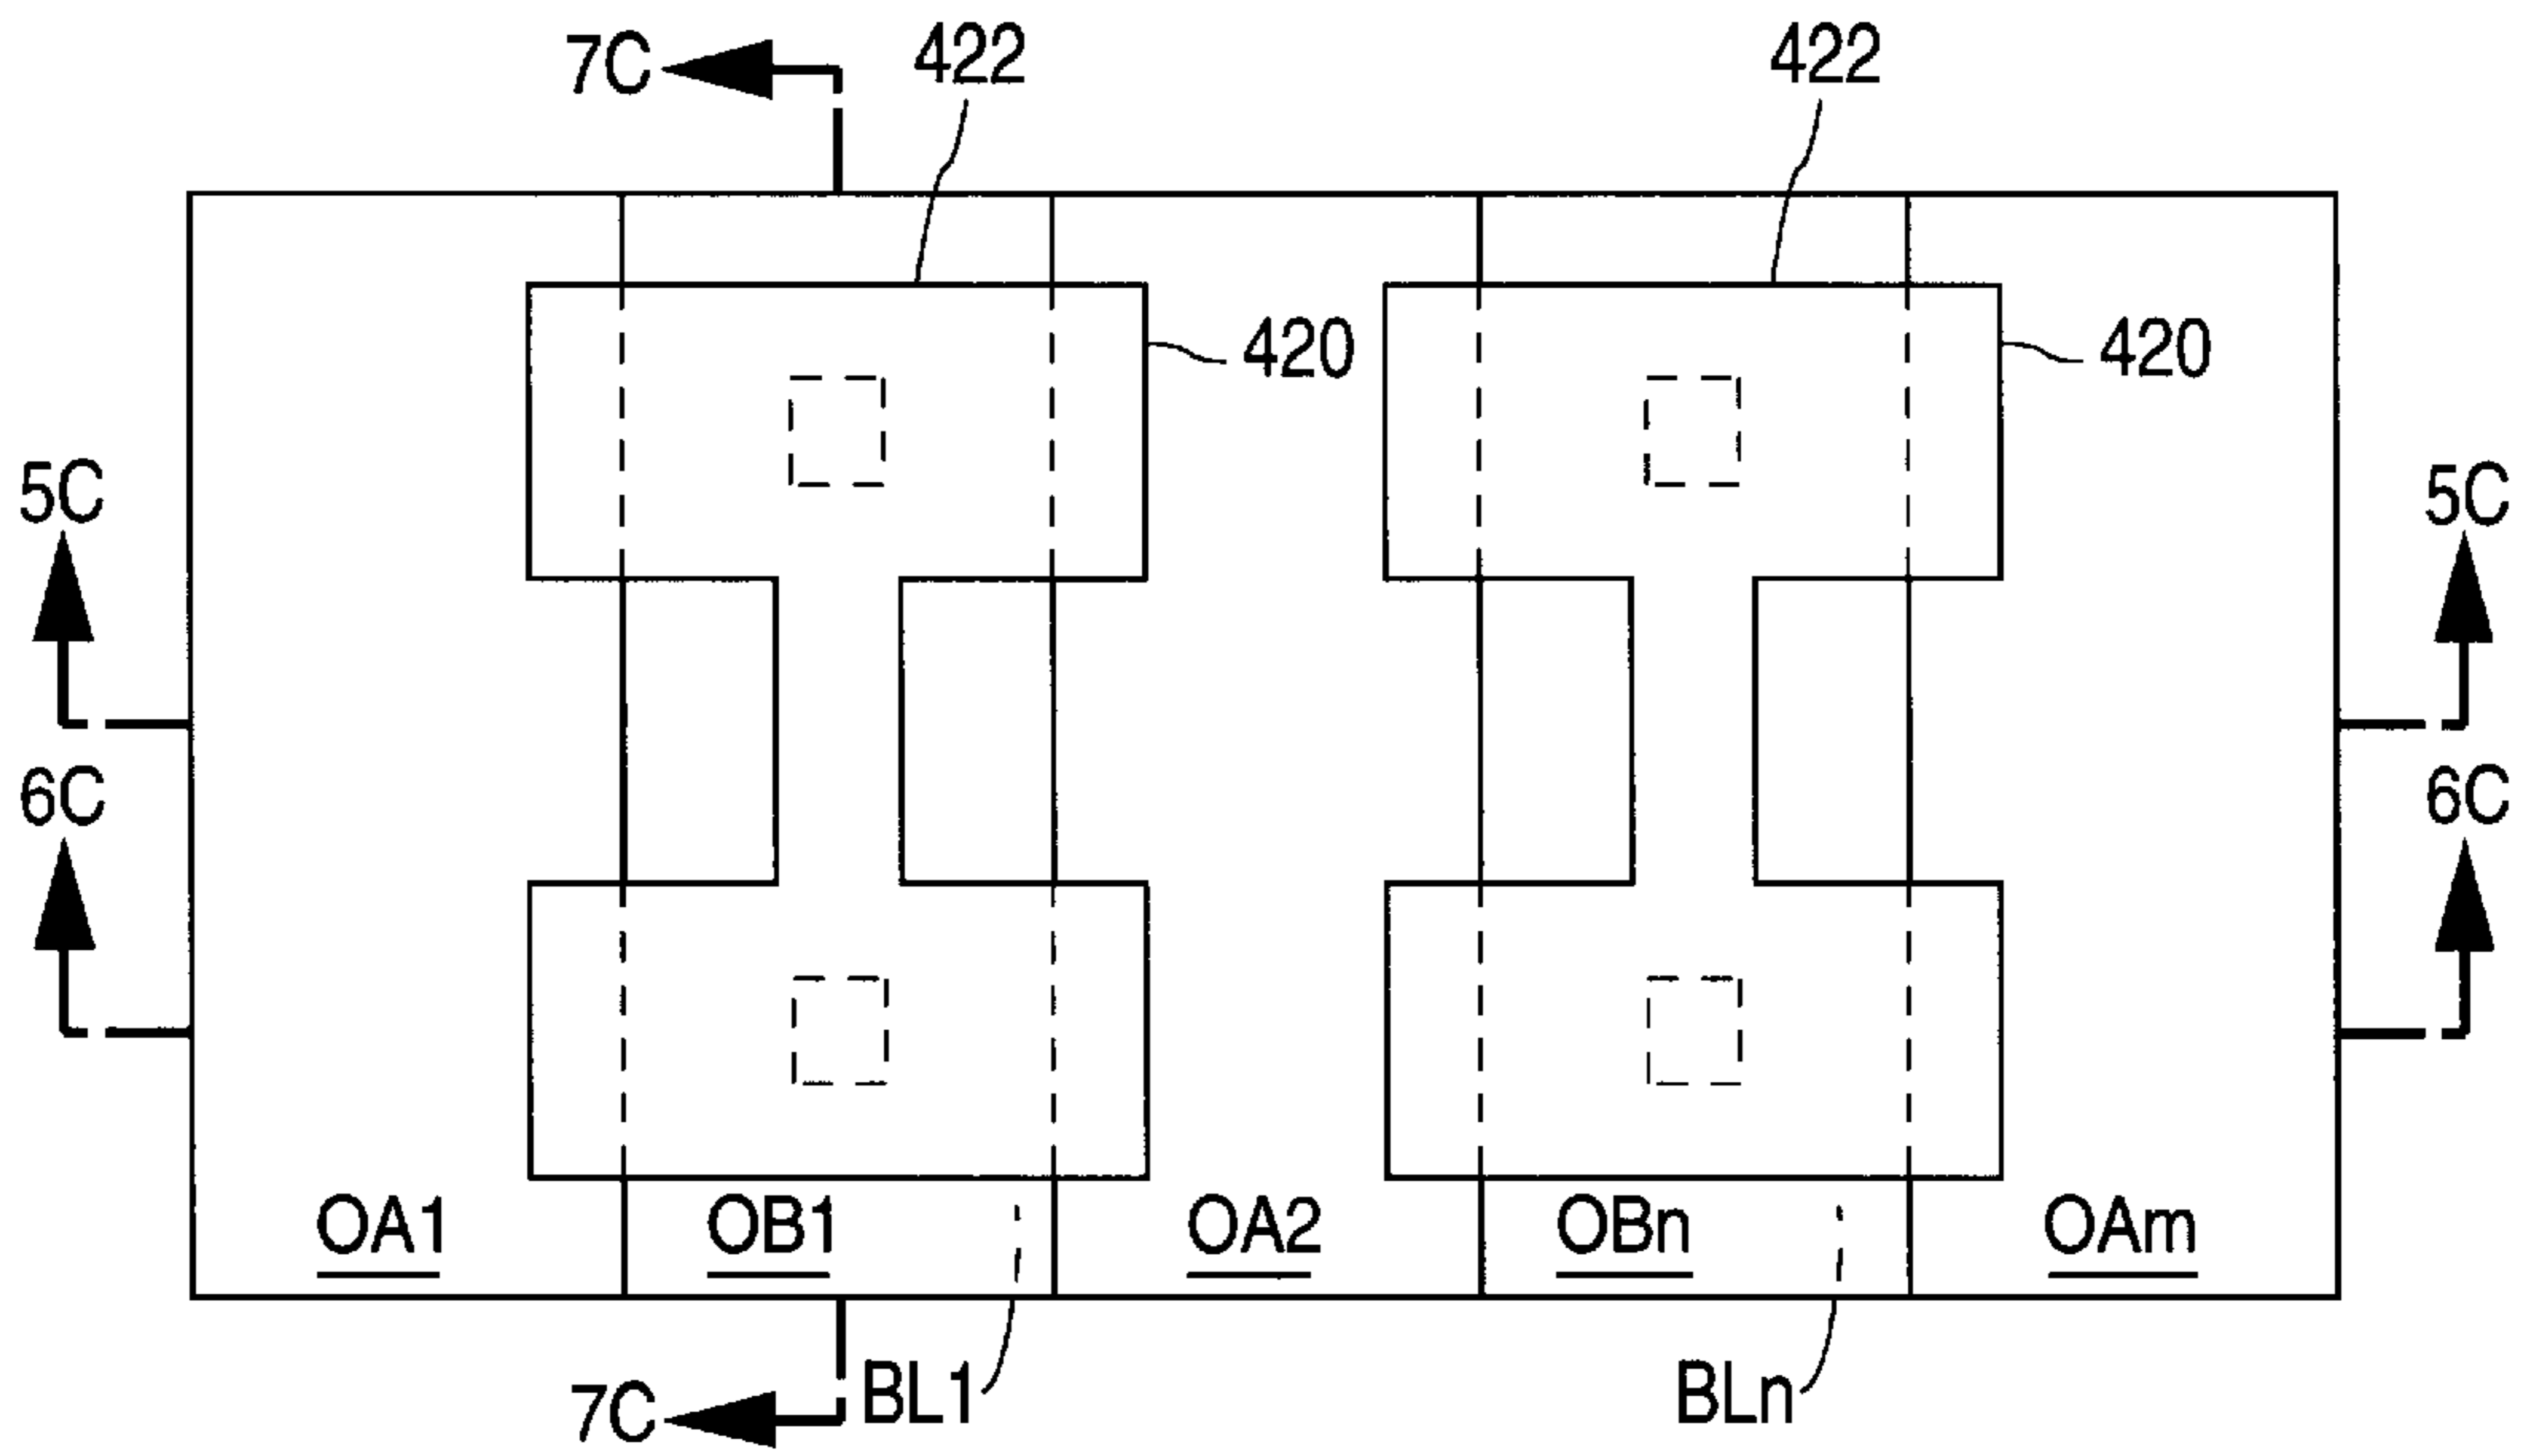 7C 422 422
420 420
5C 5C
6C 6C
OA1 OB1 OA2 OBn OAm
7C BL1 BLn